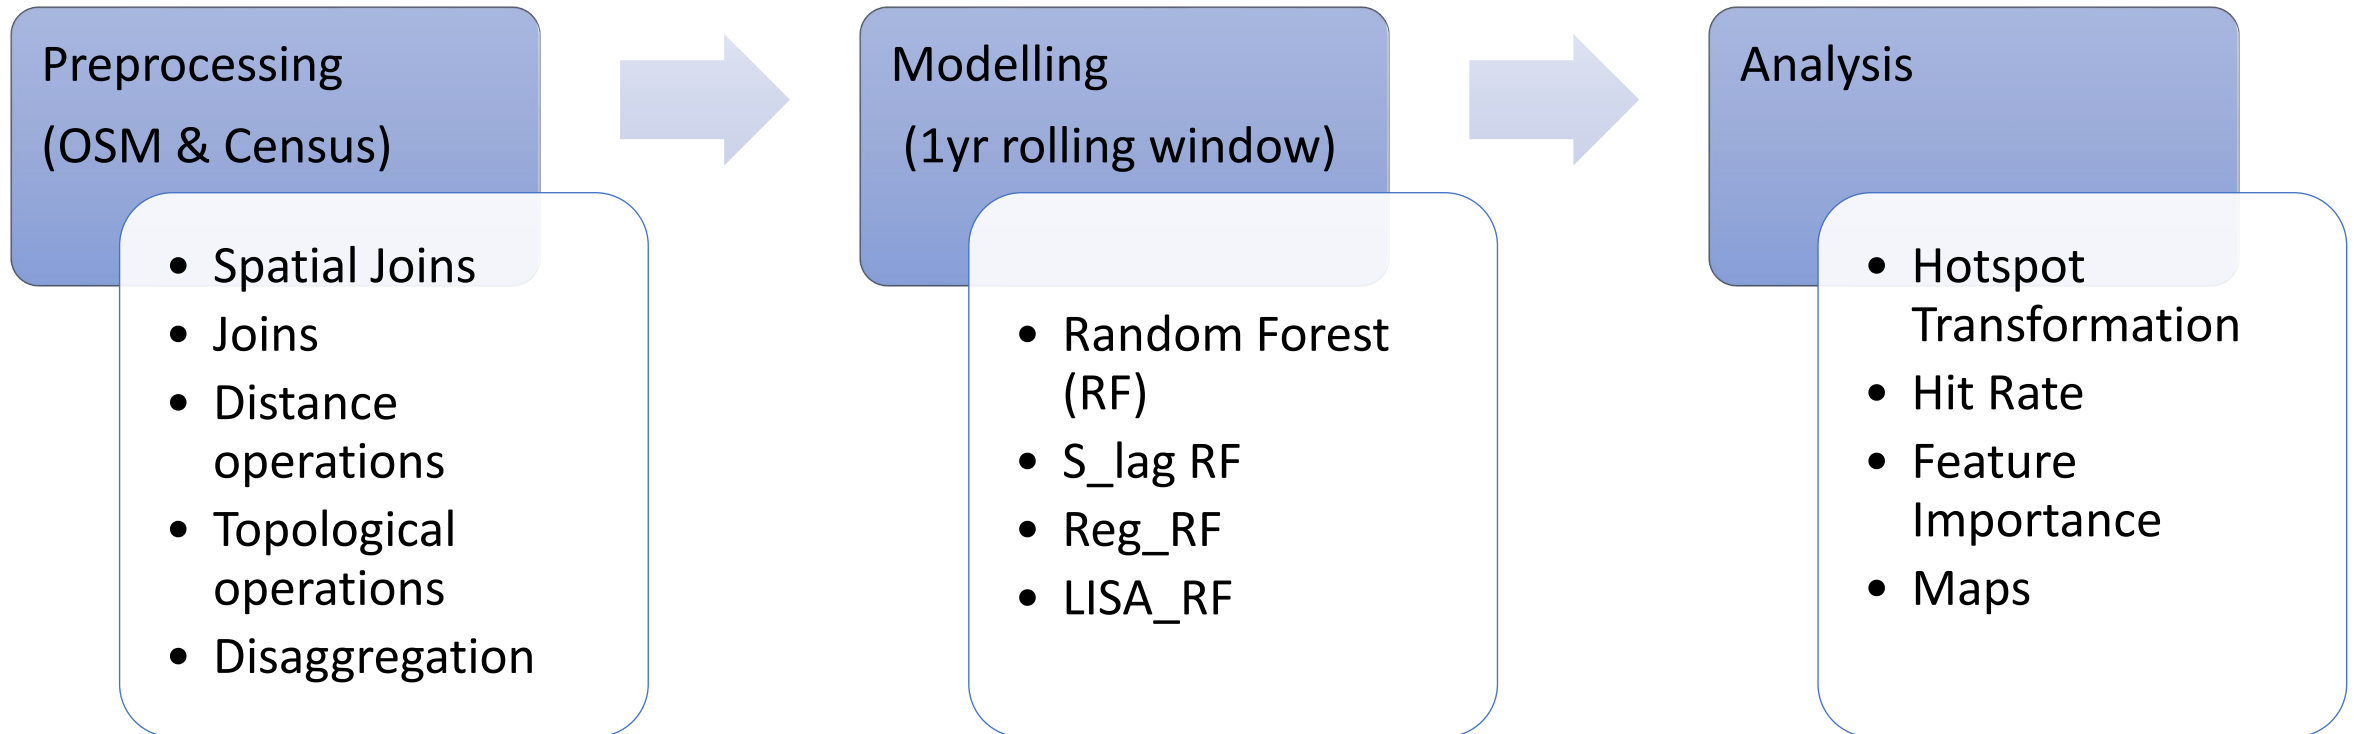 Preprocessing
(OSM & Census)
• Spatial Joins
• Joins
• Distance
operations
• Topological
operations
• Disaggregation
Modelling
(1yr rolling window)
• Random Forest
(RF)
• S_lag RF
• Reg_RF
• LISA_RF
Analysis
• Hotspot
Transformation
• Hit Rate
• Feature
Importance
• Maps